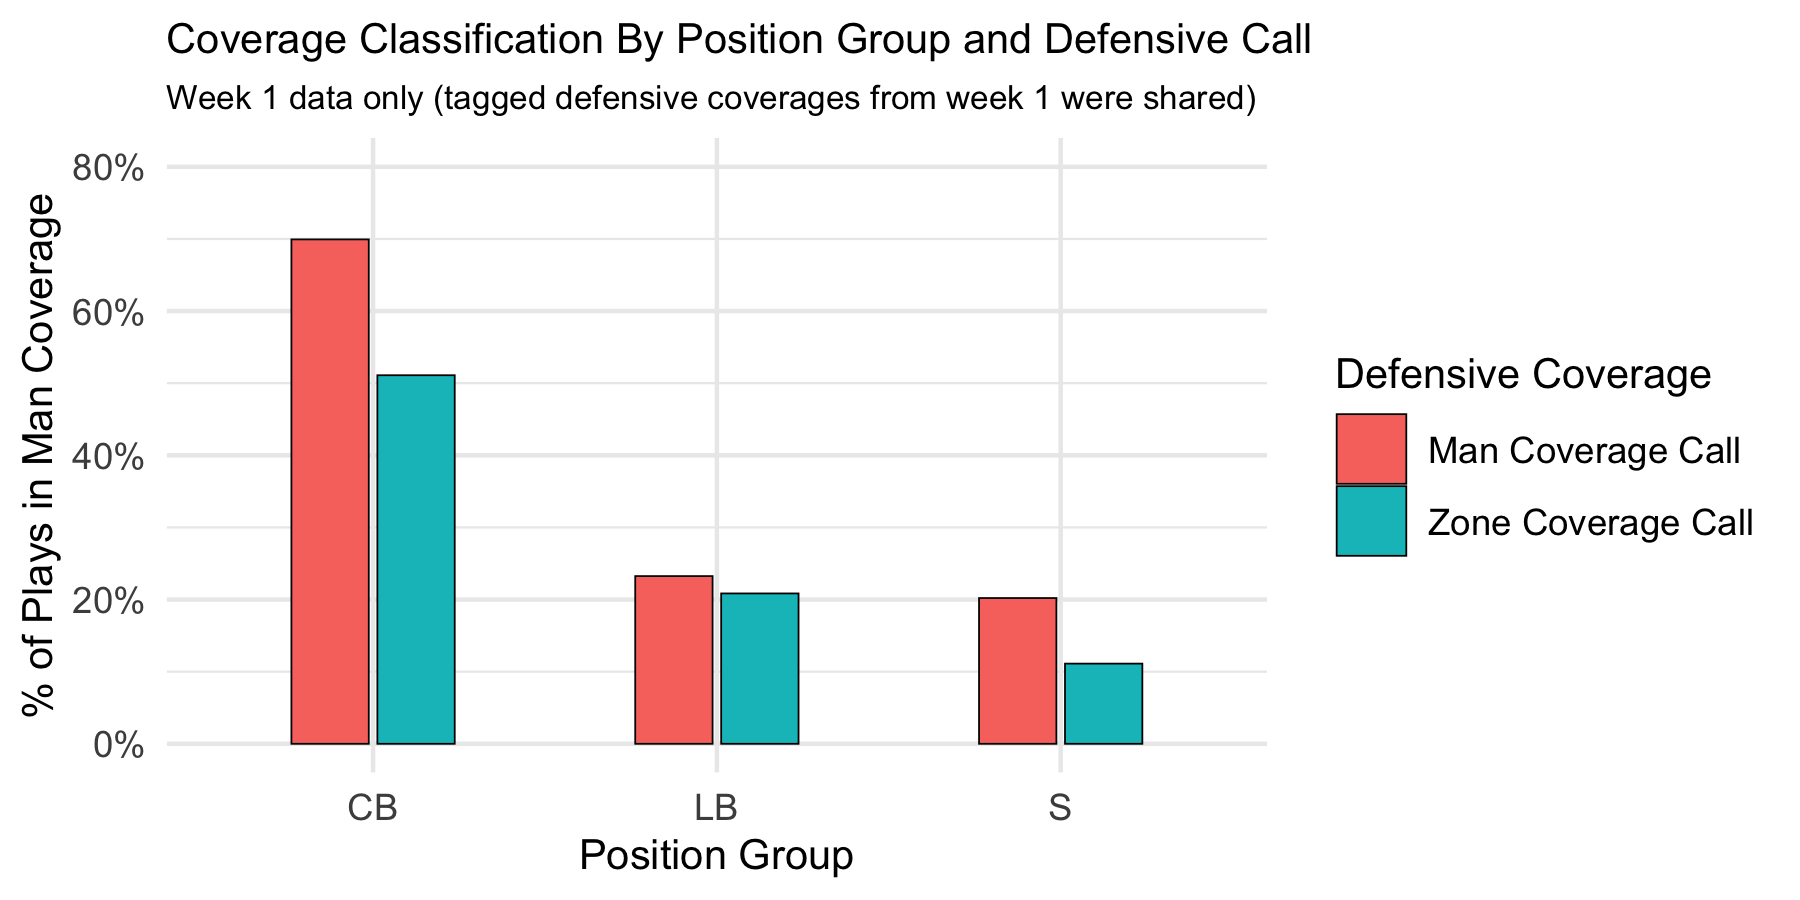 Coverage Classification By Position Group and Defensive Call
Week 1 data only (tagged defensive coverages from week 1 were shared)
% of Plays in Man Coverage
80%
60%
40%
20%
0%
CB
LB
S
Position Group
Defensive Coverage
Man Coverage Call
Zone Coverage Call